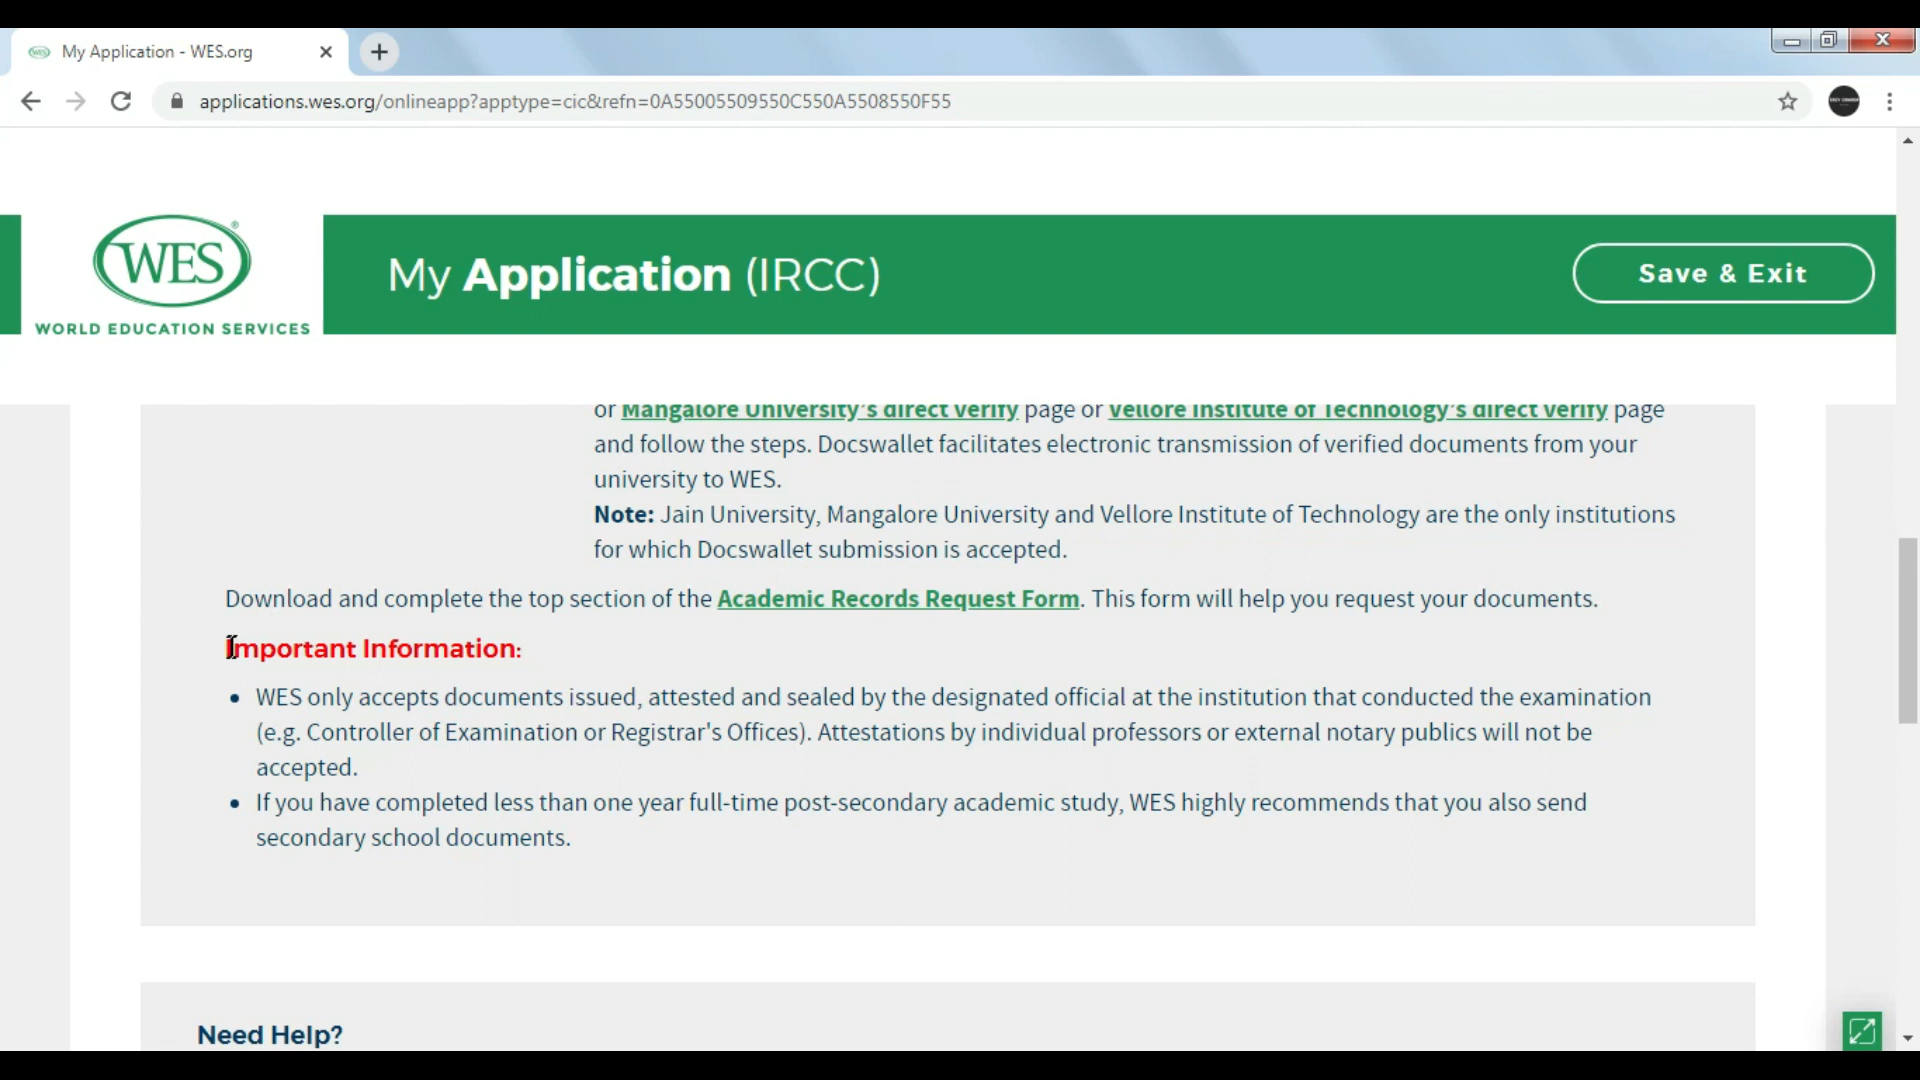 My Application - WES.org
applications.wes.org/onlineapp?apptype=cic&refn=0A55005509550C550A5508550F55
WES
WORLD EDUCATION SERVICES
My Application (IRCC)
Save & Exit
or Mangalore University's direct verify page or Vellore Institute of Technology's direct verify page
and follow the steps. Docswallet facilitates electronic transmission of verified documents from your
university to WES.
Note: Jain University, Mangalore University and Vellore Institute of Technology are the only institutions
for which Docswallet submission is accepted.
Download and complete the top section of the Academic Records Request Form. This form will help you request your documents.
Important Information:
• WES only accepts documents issued, attested and sealed by the designated official at the institution that conducted the examination
(e.g. Controller of Examination or Registrar's Offices). Attestations by individual professors or external notary publics will not be
accepted.
• If you have completed less than one year full-time post-secondary academic study, WES highly recommends that you also send
secondary school documents.
Need Help?